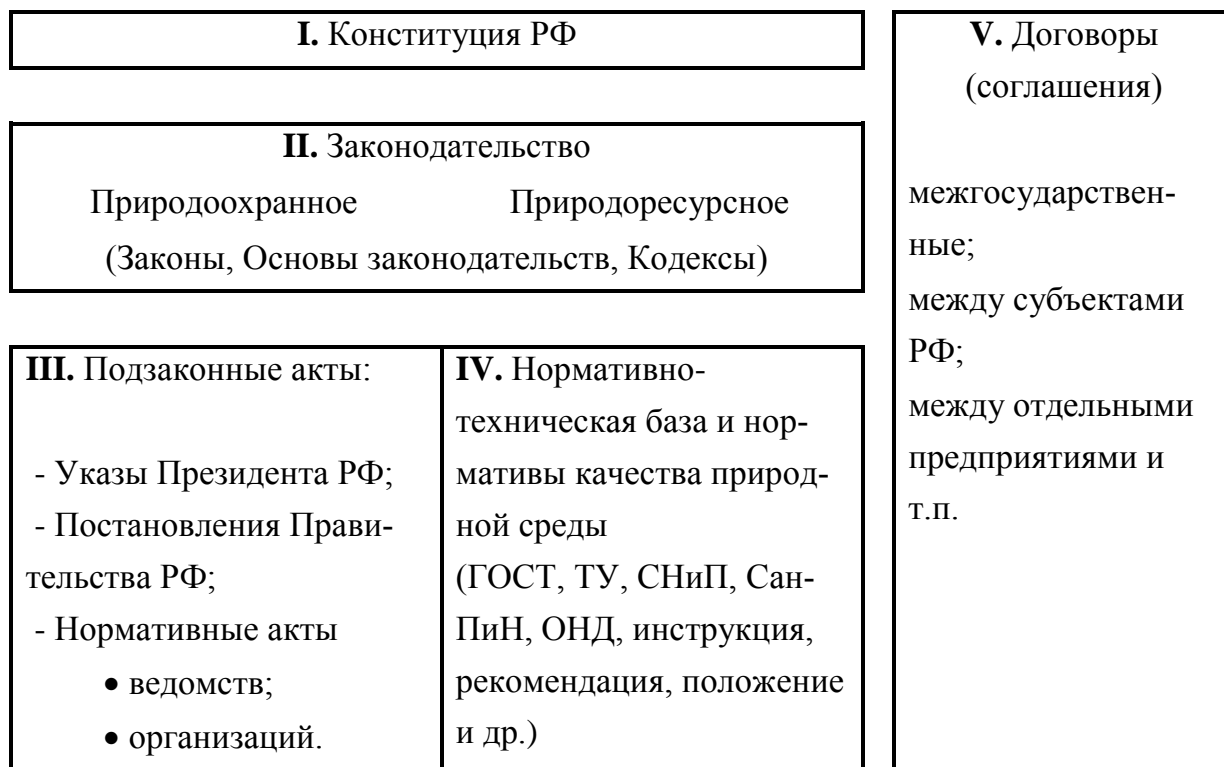 I. Конституция РФ
II. Законодательство
Природоохранное Природоресурсное
(Законы, Основы законодательств, Кодексы)
III. Подзаконные акты:
- Указы Президента РФ;
- Постановления Прави-
тельства РФ;
- Нормативные акты
• ведомств;
• организаций.
IV. Нормативно-
техническая база и нор-
мативы качества природ-
ной среды
(ГОСТ, ТУ, СНиП, Сан-
ПиН, ОНД, инструкция,
рекомендация, положение
и др.)
V. Договоры
(соглашения)
межгосударствен-
ные;
между субъектами
РФ;
между отдельными
предприятиями и
т.п.